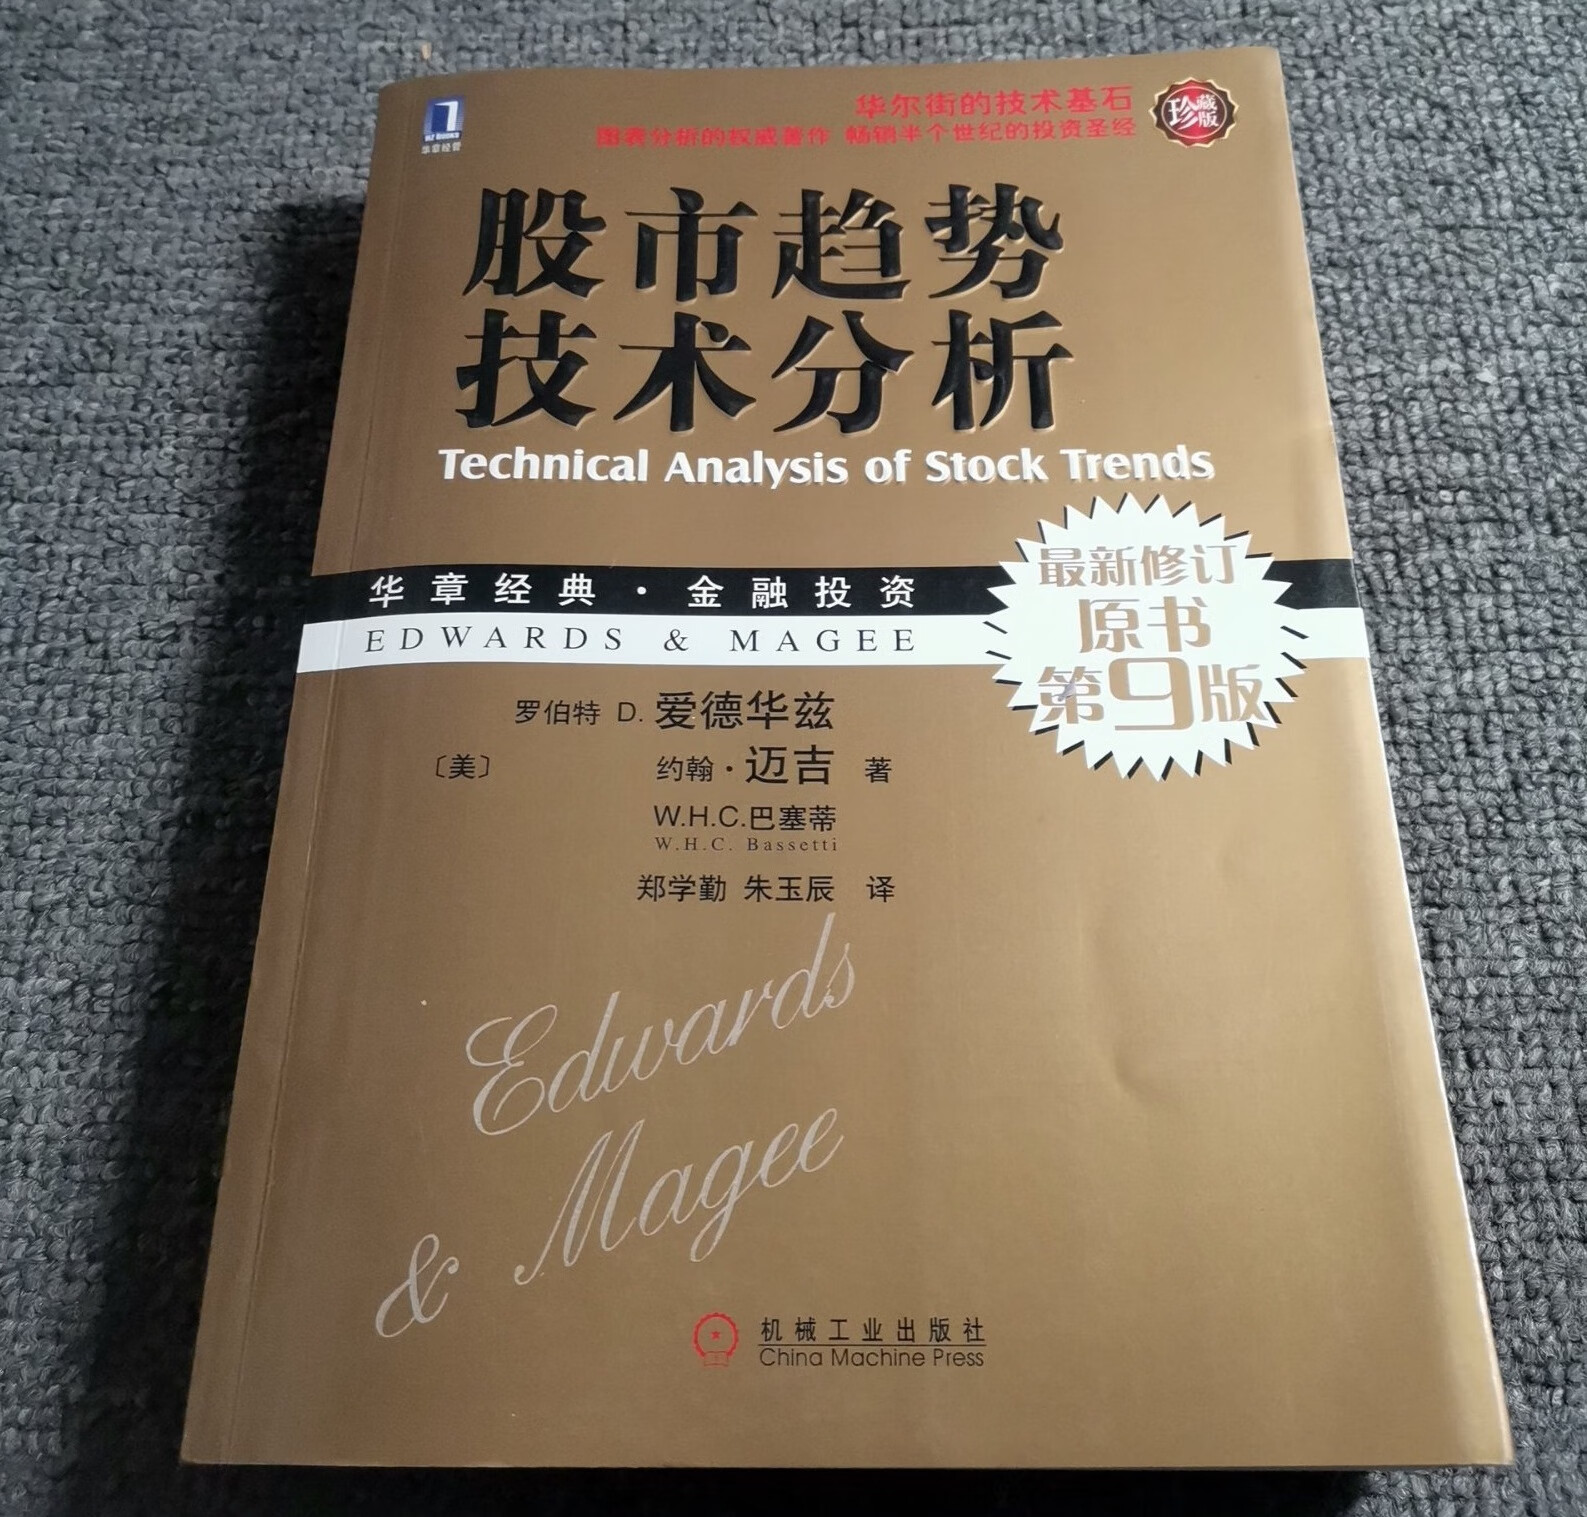 华章经管
华尔街的技术基石
图表分析的权威著作 畅销半个世纪的投资圣经
珍藏版
股市趋势
技术分析
Technical Analysis of Stock Trends
华章经典·金融投资
EDWARDS & MAGEE
最新修订
原书
第9版
罗伯特 D. 爱德华兹
〔美〕 约翰·迈吉 著
W.H.C.巴塞蒂
W.H.C. Bassetti
郑学勤 朱玉辰 译
Edwards
& Magee
机械工业出版社
China Machine Press